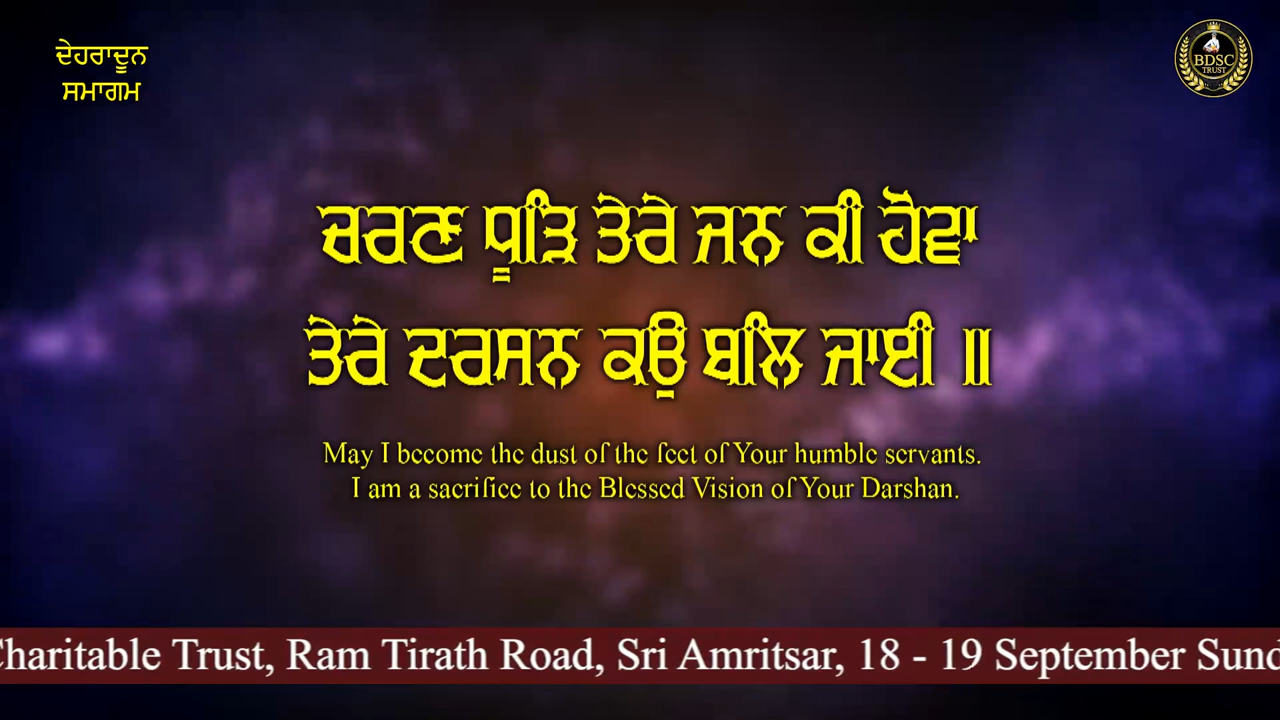 ਦੇਹਰਾਦੂਨ
ਸਮਾਗਮ
BDSC
TRUST
ਚਰਣ ਧੂੜਿ ਤੇਰੇ ਜਨ ਕੀ ਹੋਵਾ
ਤੇਰੇ ਦਰਸਨ ਕਉ ਬਲਿ ਜਾਈ ॥
May I become the dust of the feet of Your humble servants.
I am a sacrifice to the Blessed Vision of Your Darshan.
Charitable Trust, Ram Tirath Road, Sri Amritsar, 18 - 19 September Sund